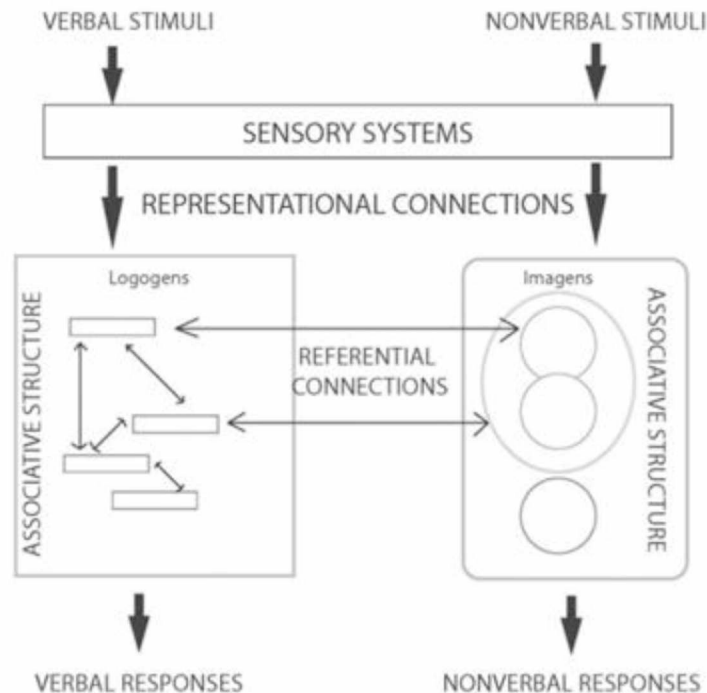 VERBAL STIMULI
NONVERBAL STIMULI
SENSORY SYSTEMS
REPRESENTATIONAL CONNECTIONS
ASSOCIATIVE STRUCTURE
Logogens
REFERENTIAL
CONNECTIONS
Imagens
ASSOCIATIVE STRUCTURE
VERBAL RESPONSES
NONVERBAL RESPONSES